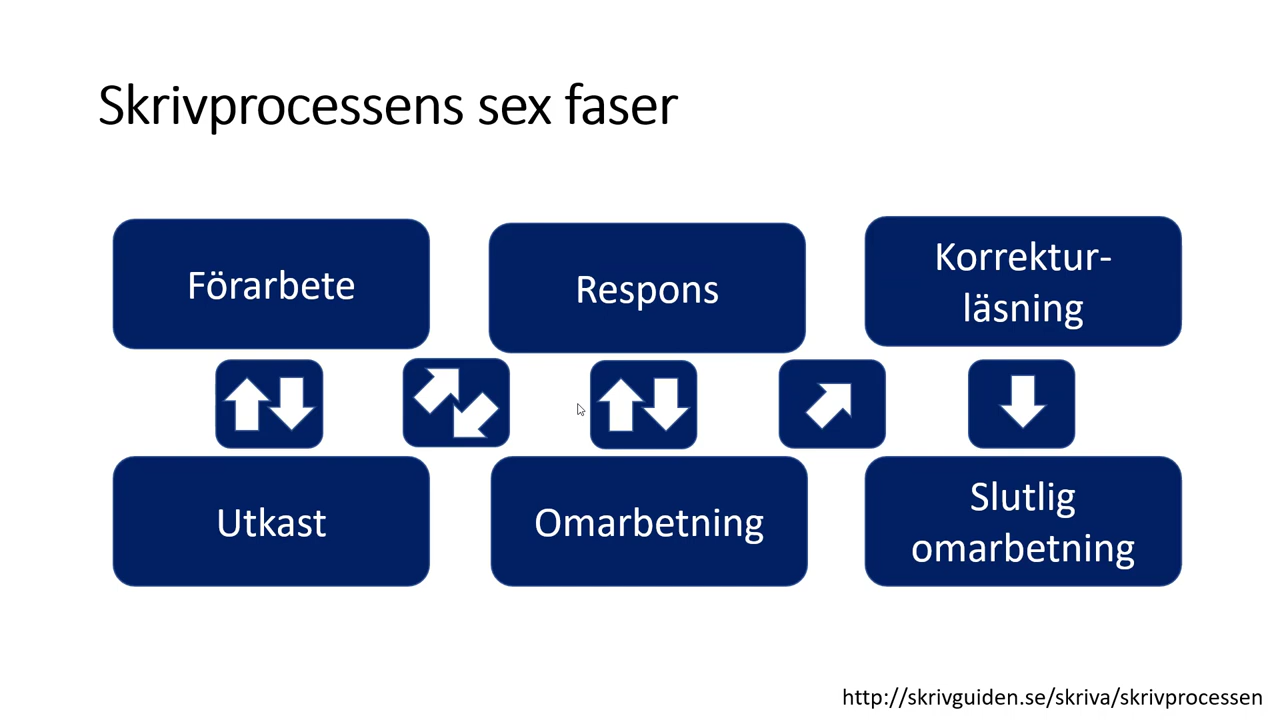 Skrivprocessens sex faser
Förarbete
Respons
Korrektur-
läsning
Utkast
Omarbetning
Slutlig
omarbetning
http://skrivguiden.se/skriva/skrivprocessen